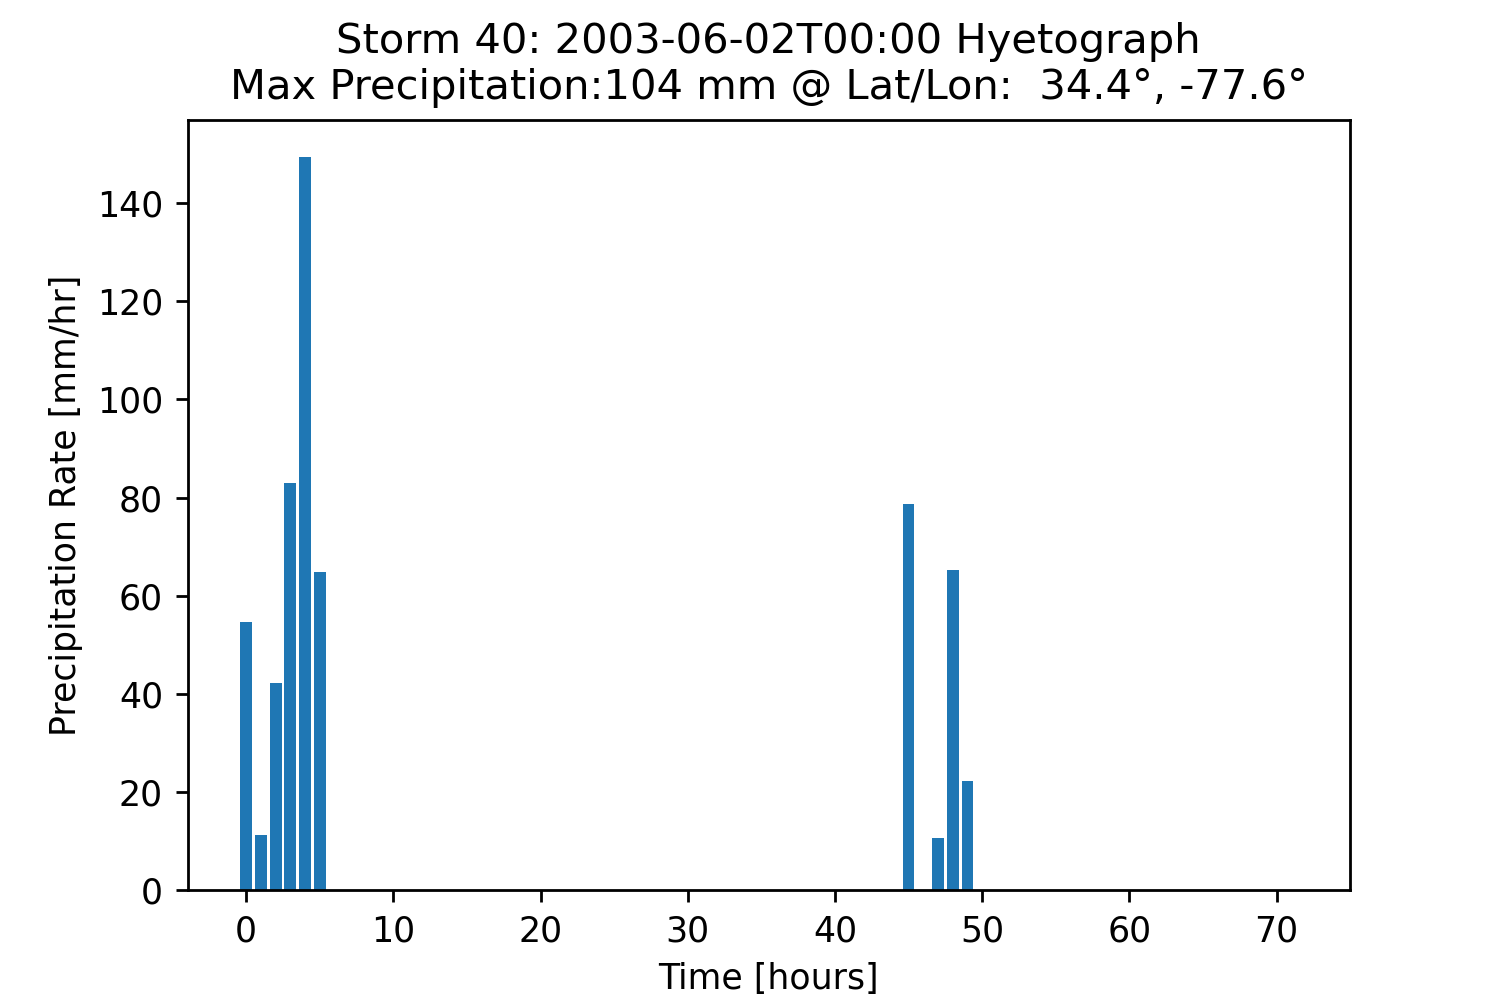 Storm 40: 2003-06-02T00:00 Hyetograph
Max Precipitation:104 mm @ Lat/Lon:  34.4°, -77.6°
Precipitation Rate [mm/hr]
140
120
100
80
60
40
20
0
0 10 20 30 40 50 60 70
Time [hours]